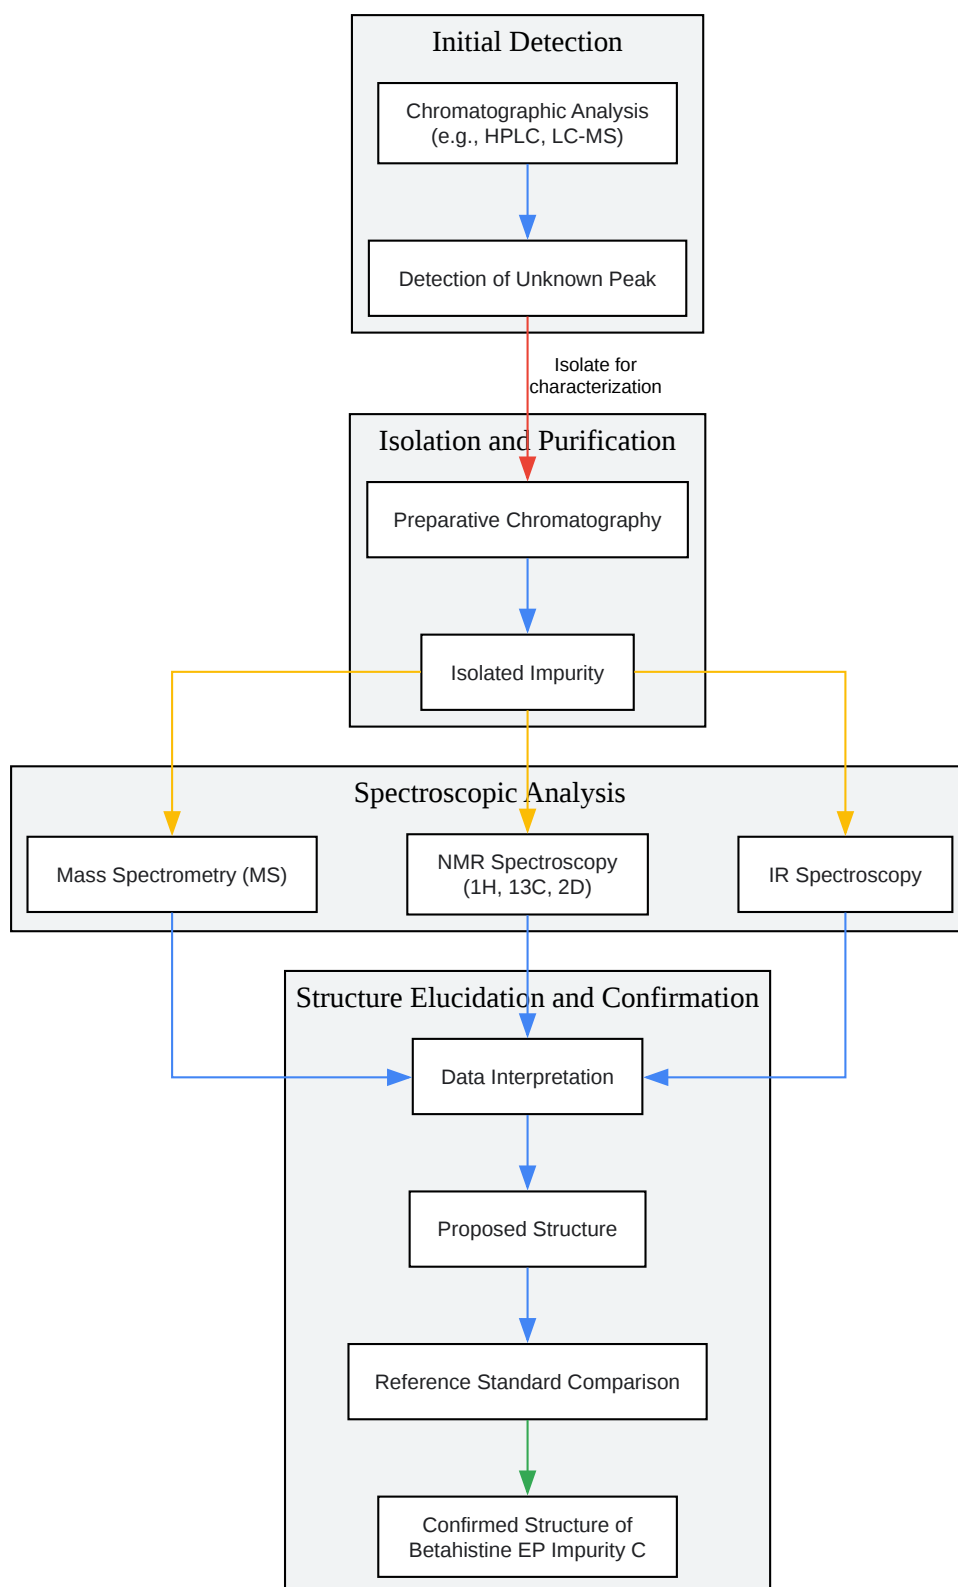 Initial Detection
Chromatographic Analysis
(e.g., HPLC, LC-MS)
Detection of Unknown Peak
Isolate for
characterization
Isolation and Purification
Preparative Chromatography
Isolated Impurity
Spectroscopic Analysis
Mass Spectrometry (MS)
NMR Spectroscopy
(1H, 13C, 2D)
IR Spectroscopy
Structure Elucidation and Confirmation
Data Interpretation
Proposed Structure
Reference Standard Comparison
Confirmed Structure of
Betahistine EP Impurity C